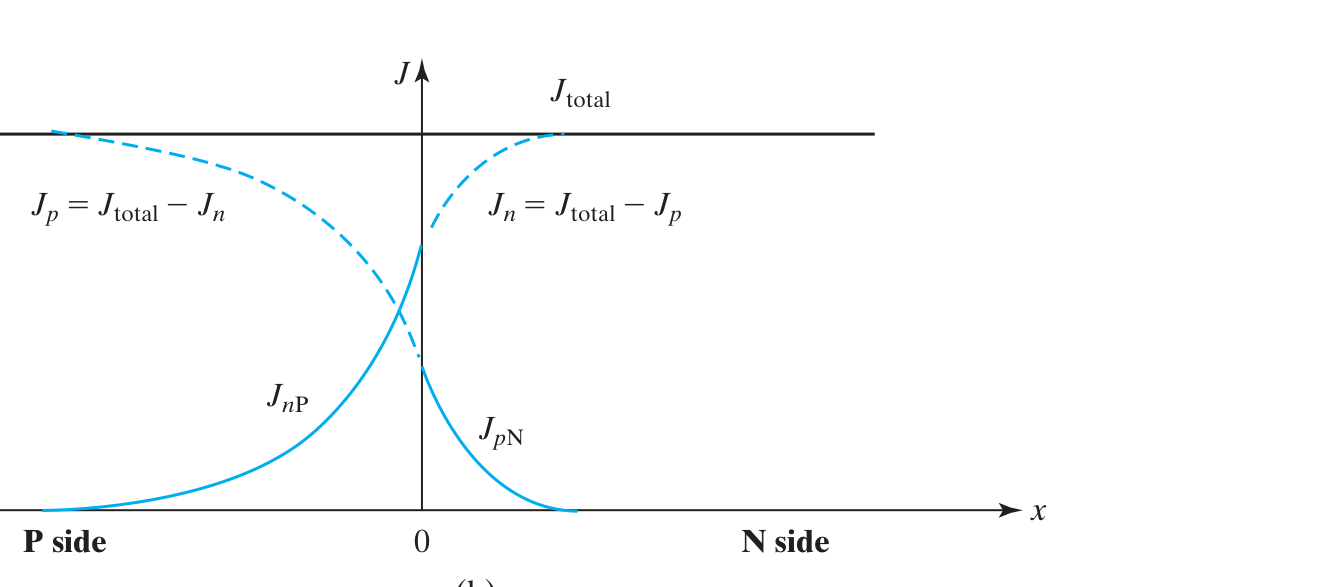 J
J_total
J_p = J_total − J_n
J_n = J_total − J_p
J_nP
J_pN
x
P side
0
N side